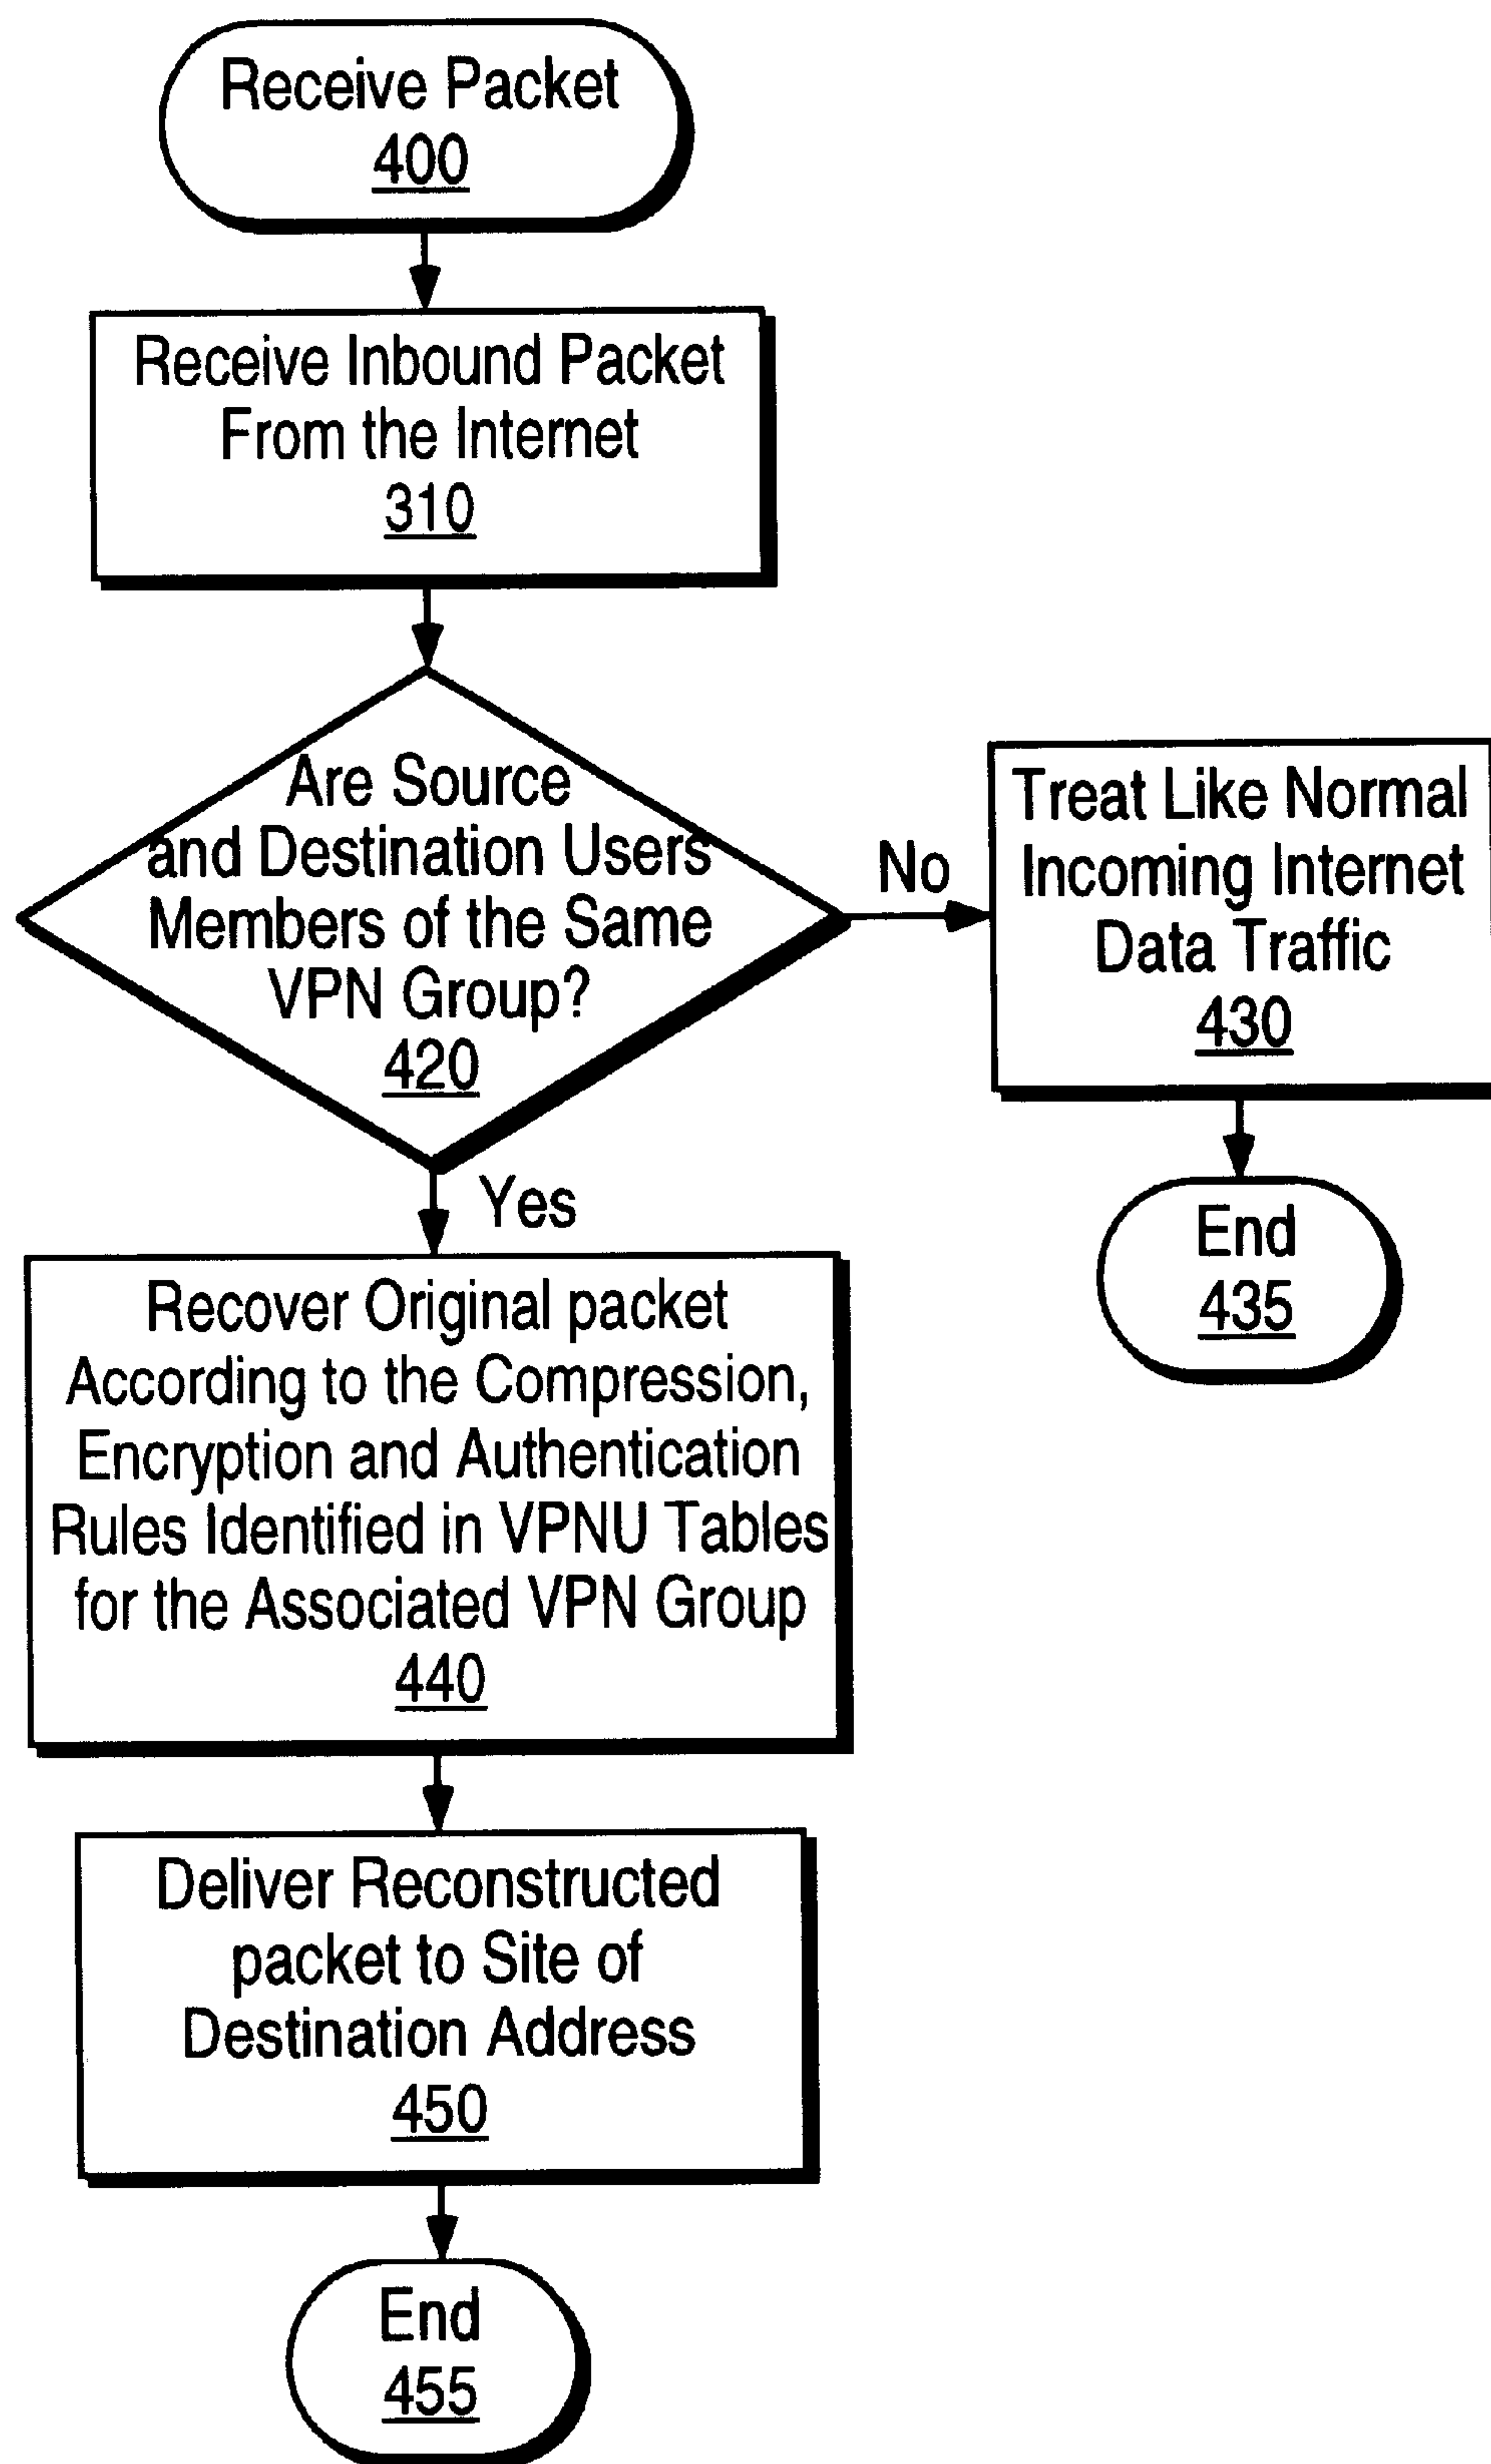 Receive Packet
400
Receive Inbound Packet
From the Internet
310
Are Source
and Destination Users
Members of the Same
VPN Group?
420
No
Treat Like Normal
Incoming Internet
Data Traffic
430
End
435
Yes
Recover Original packet
According to the Compression,
Encryption and Authentication
Rules Identified in VPNU Tables
for the Associated VPN Group
440
Deliver Reconstructed
packet to Site of
Destination Address
450
End
455